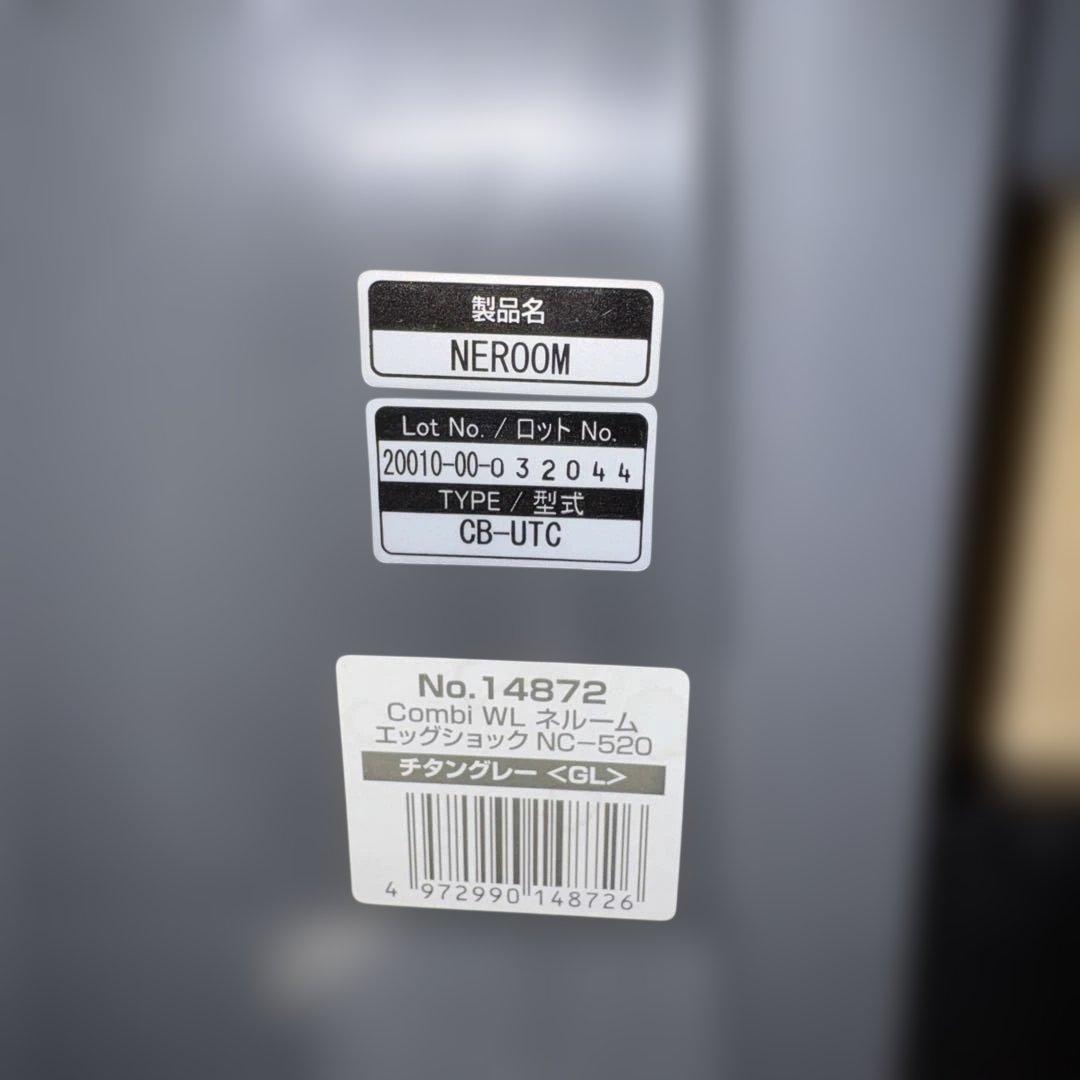 製品名
NEROOM
Lot No. / ロット No.
20010-00-032044
TYPE / 型式
CB-UTC
No.14872
Combi WL ネルーム
エッグショック NC-520
チタングレー <GL>
4 972990 148726